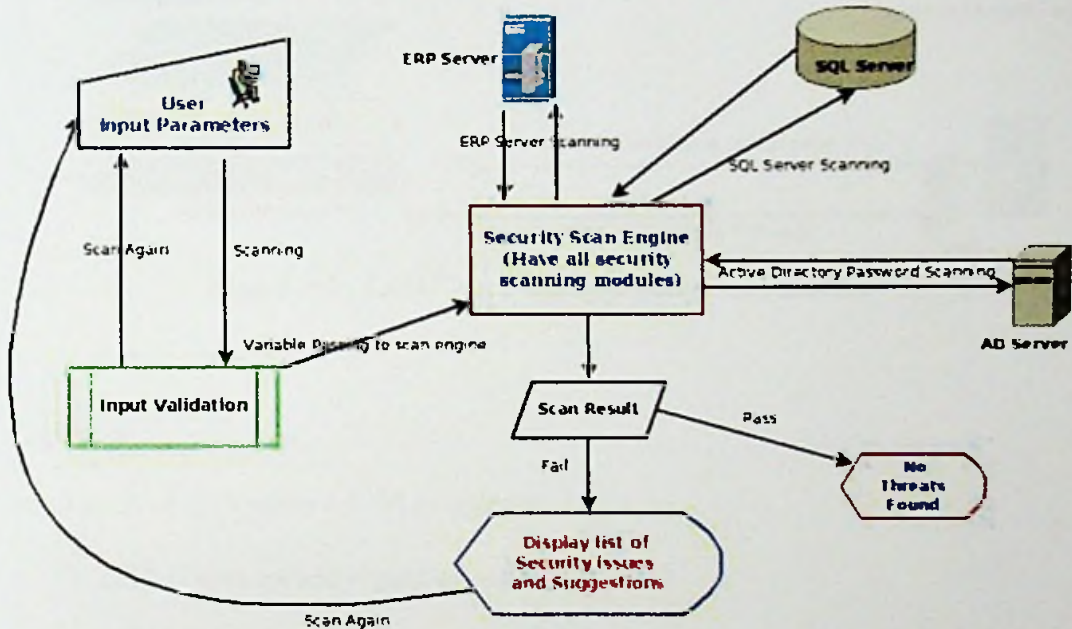 ERP Server
SQL Server
User
Input Parameters
ERP Server Scanning
SQL Server Scanning
Scan Again
Scanning
Security Scan Engine
(Have all security
scanning modules)
Active Directory Password Scanning
AD Server
Variable Passing to scan engine
Input Validation
Scan Result
Pass
Fail
No
Threats
Found
Display list of
Security Issues
and Suggestions
Scan Again